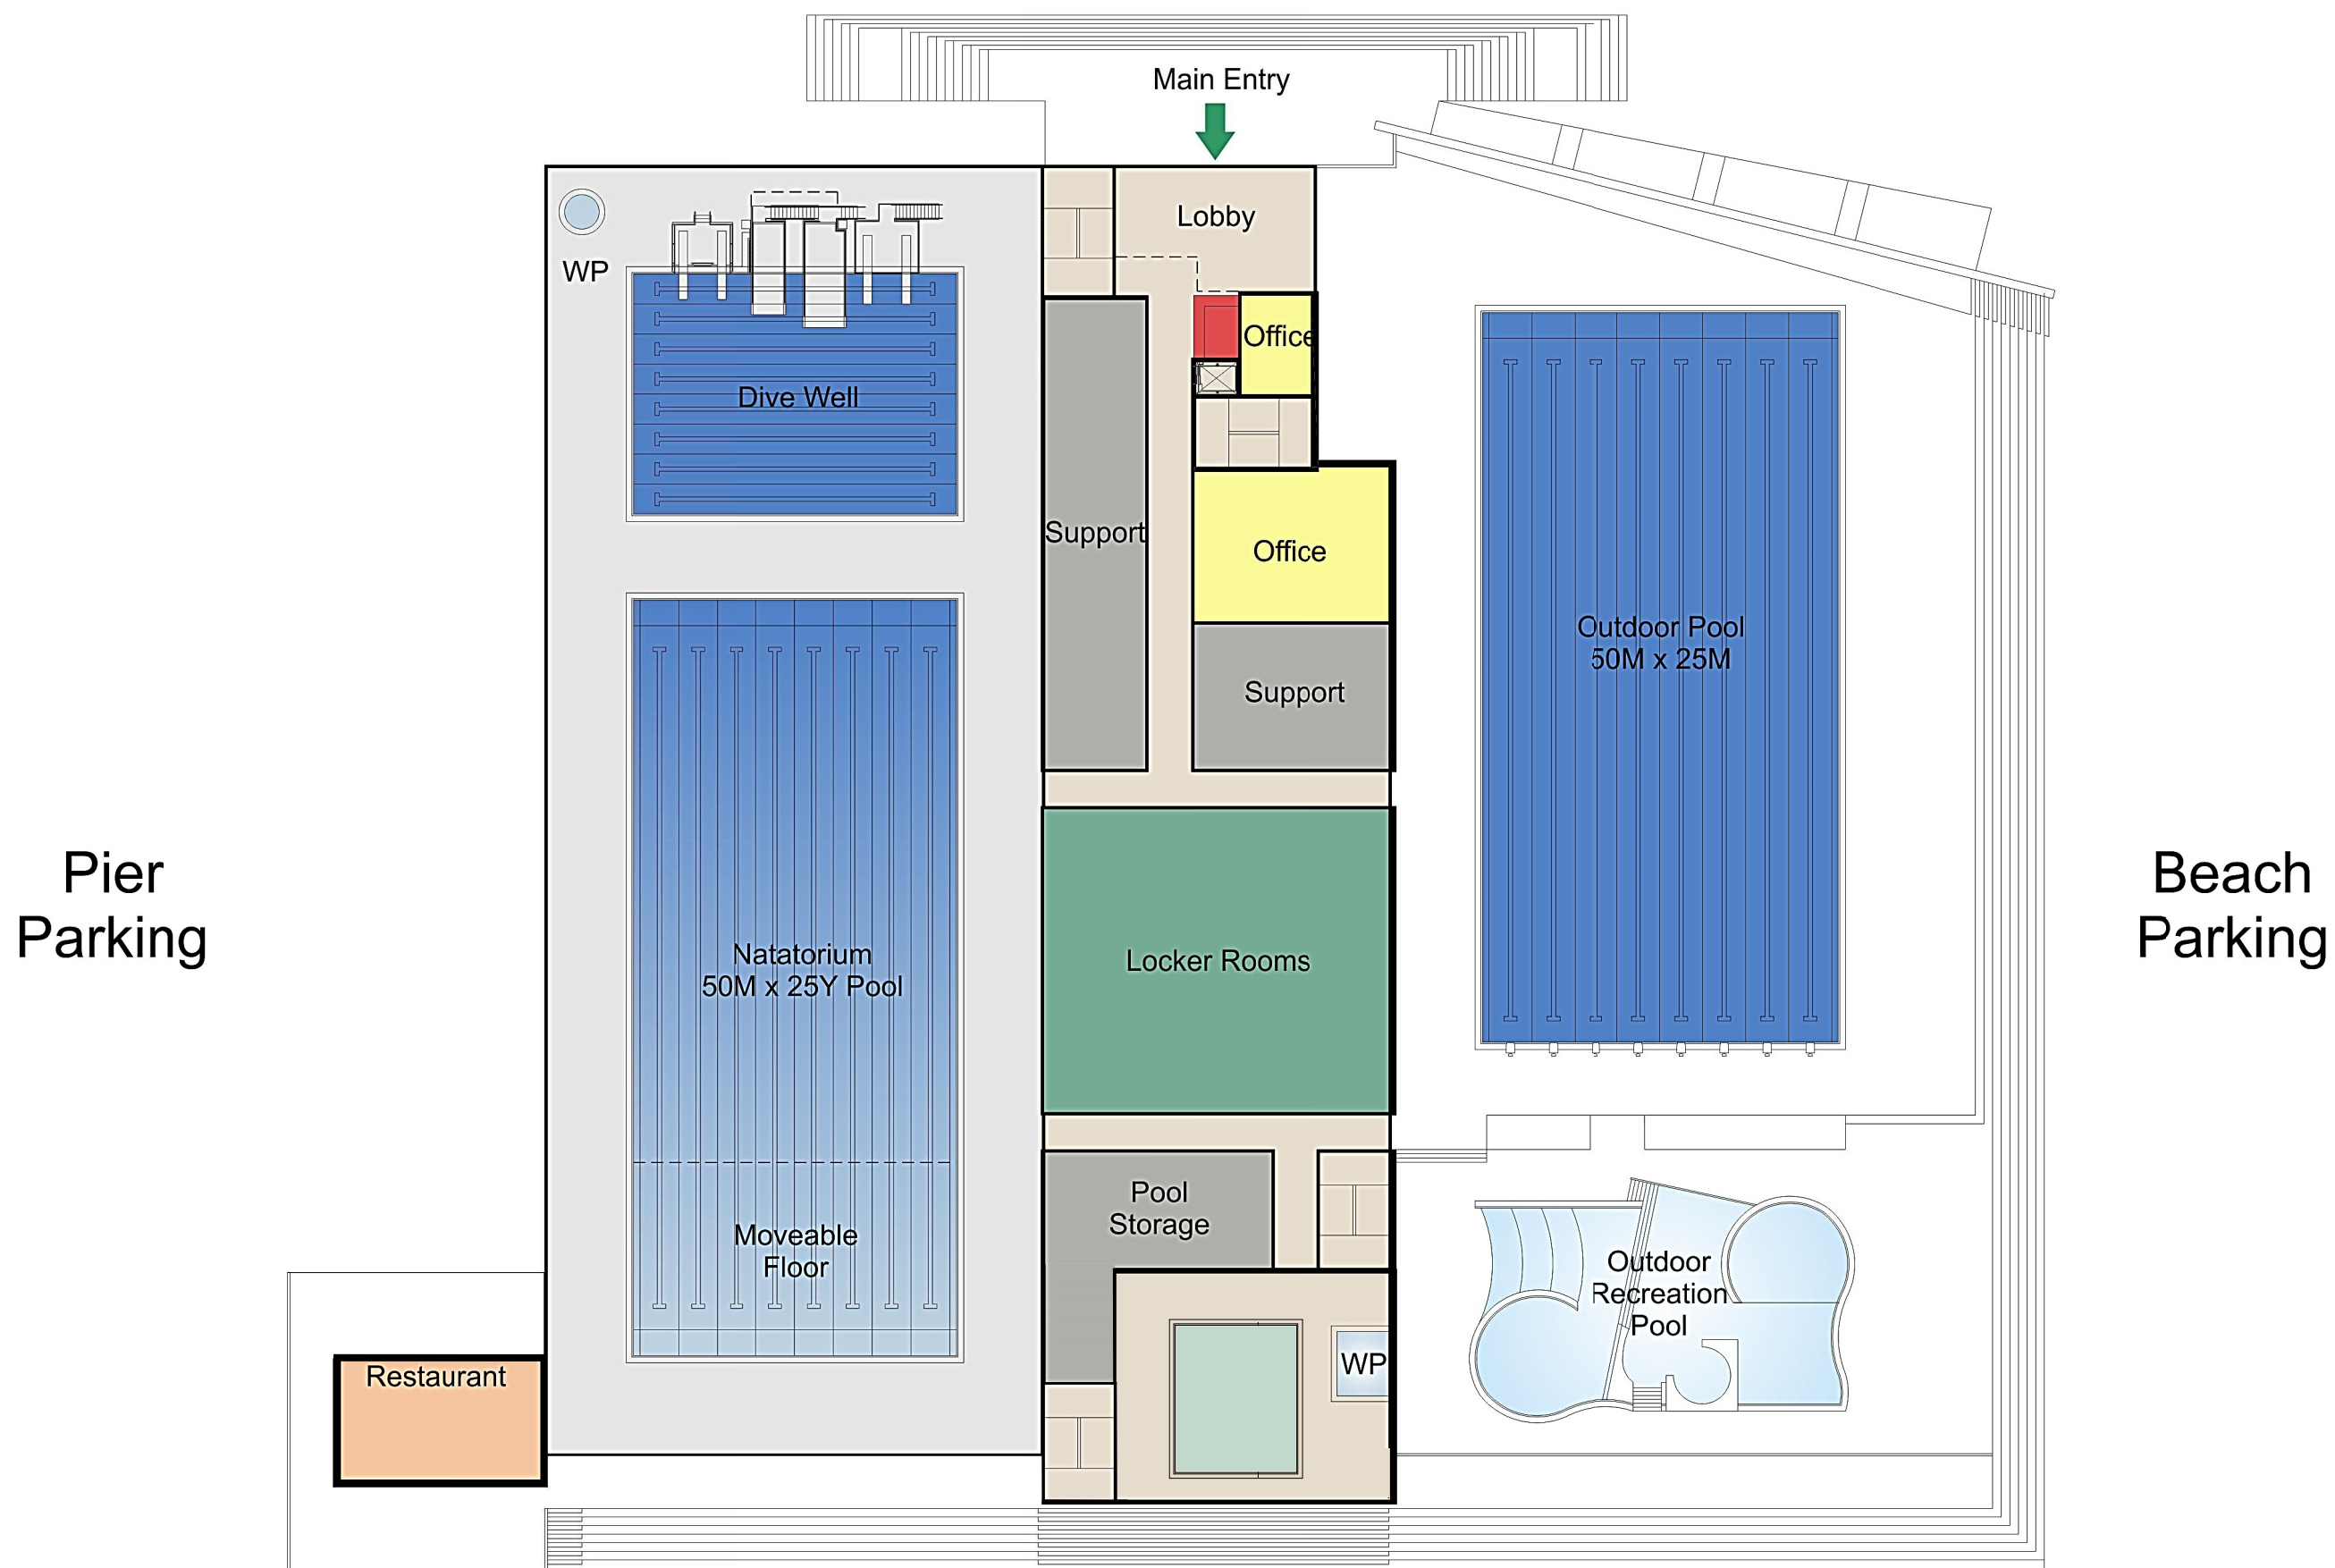 Main Entry
Lobby
WP
Office
Dive Well
Support
Office
Outdoor Pool
50M x 25M
Support
Pier
Parking
Beach
Parking
Natatorium
50M x 25Y Pool
Locker Rooms
Pool
Storage
Moveable
Floor
Outdoor
Recreation
Pool
WP
Restaurant